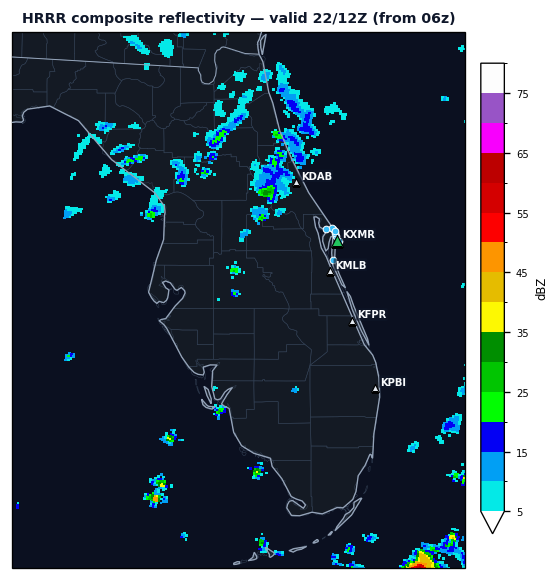 HRRR composite reflectivity — valid 22/12Z (from 06z)
KDAB
KXMR
KMLB
KFPR
KPBI
75
65
55
45
35
25
15
5
dBZ